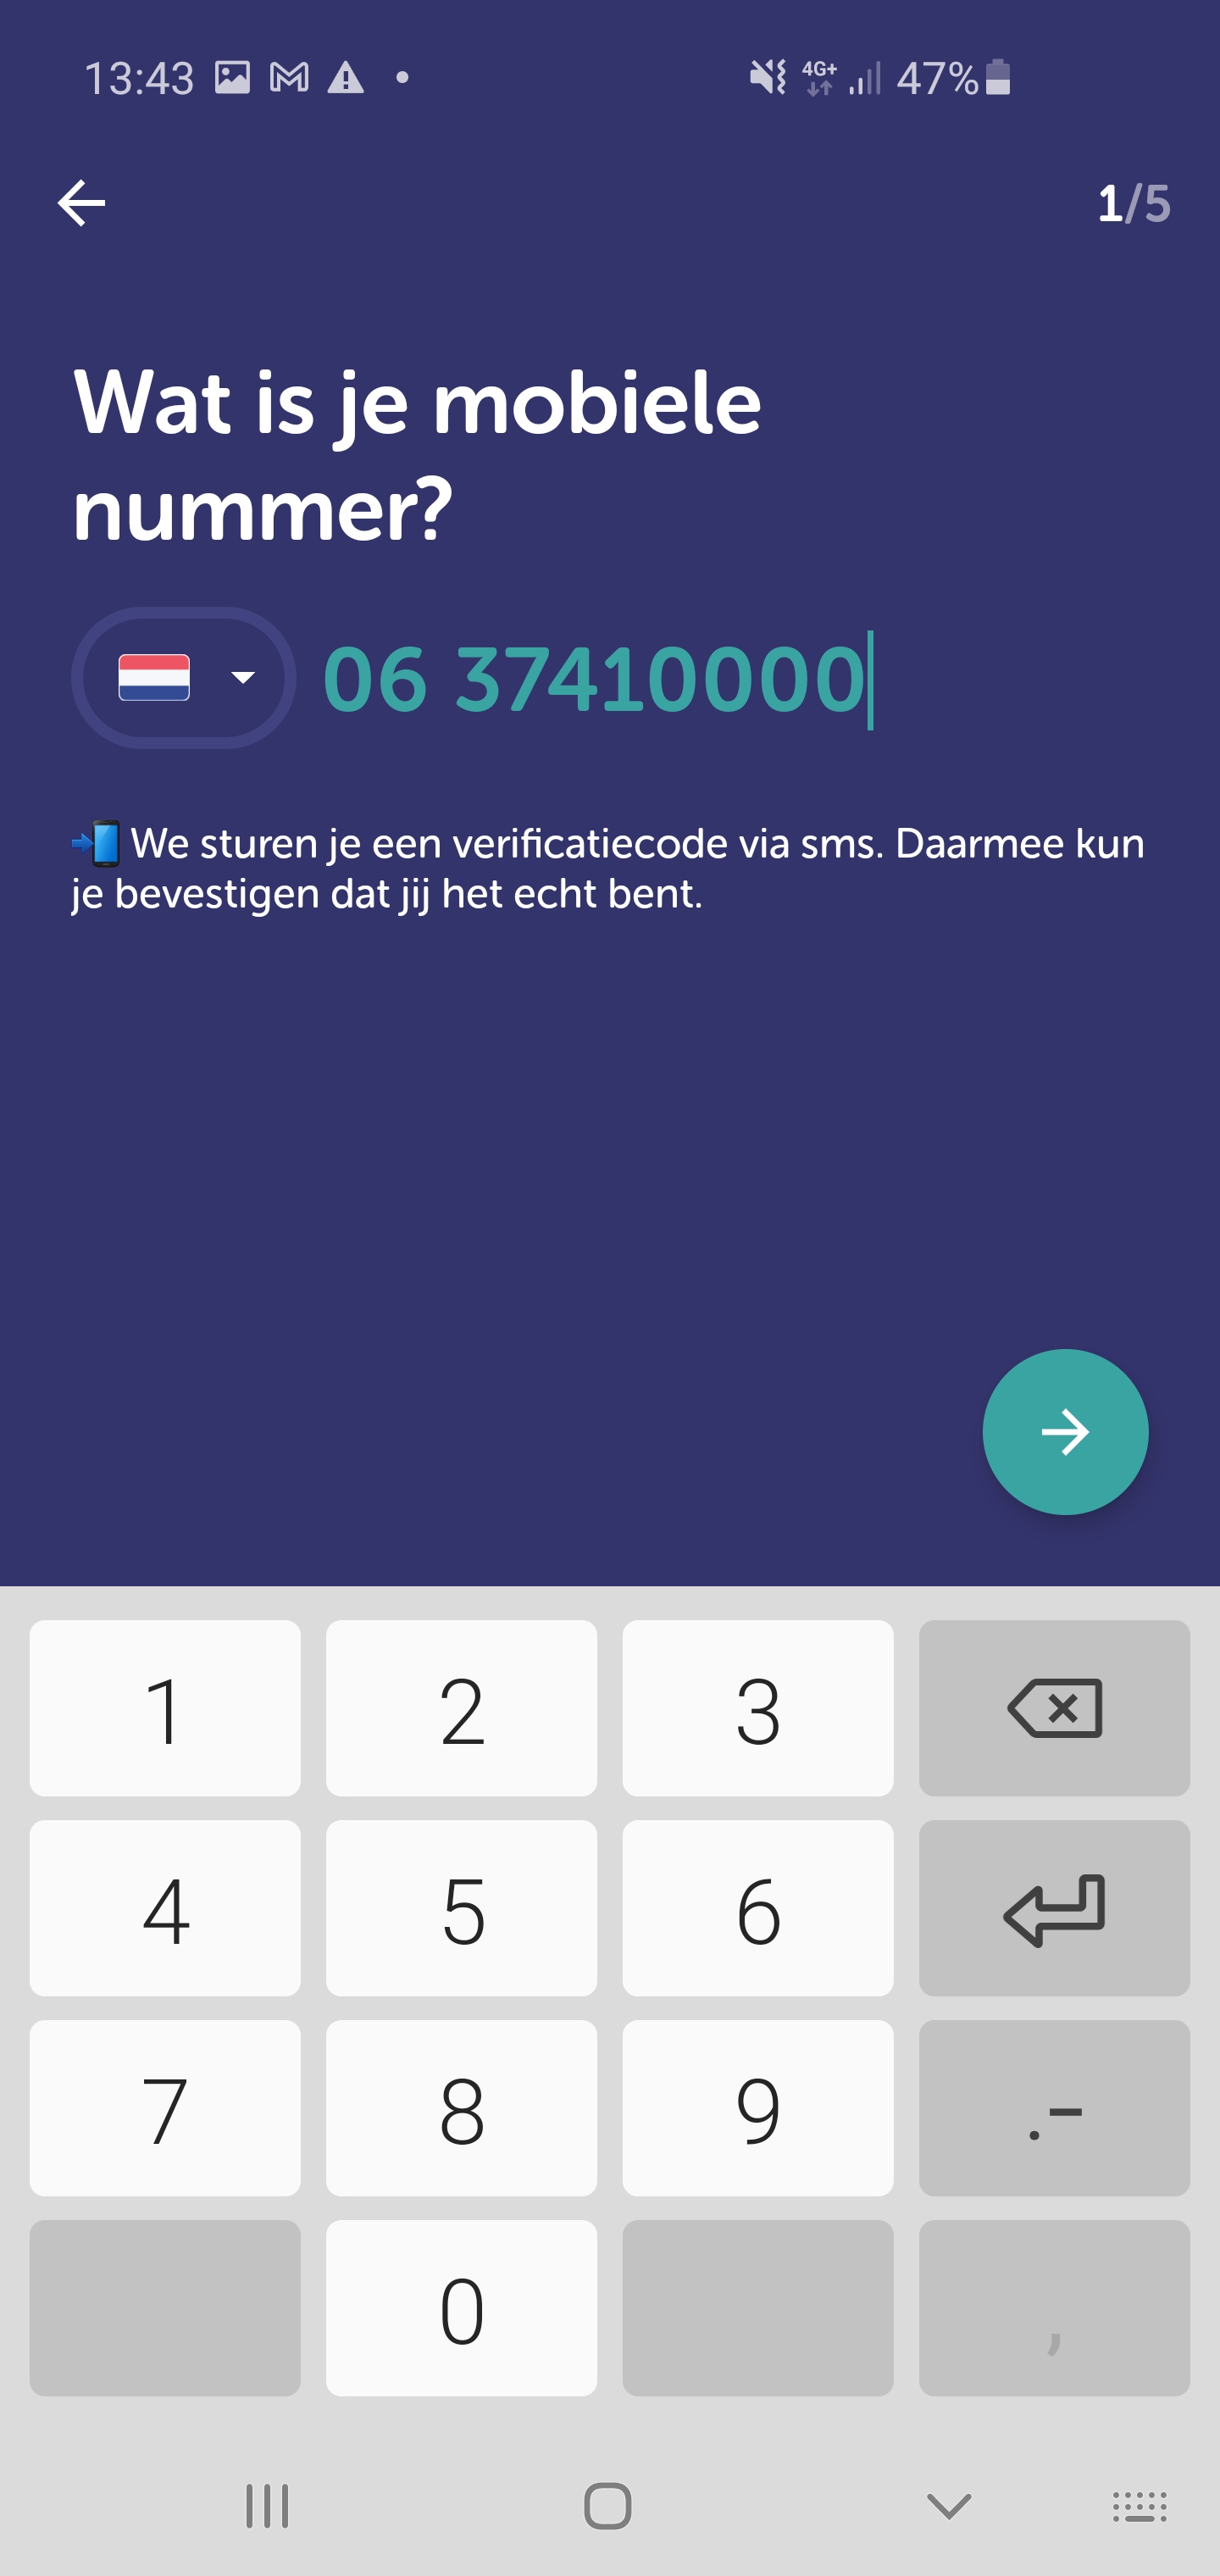 13:43
4G+
47%
1/5
Wat is je mobiele
nummer?
06 37410000
We sturen je een verificatiecode via sms. Daarmee kun
je bevestigen dat jij het echt bent.
1 2 3
4 5 6
7 8 9 .-
0 ,